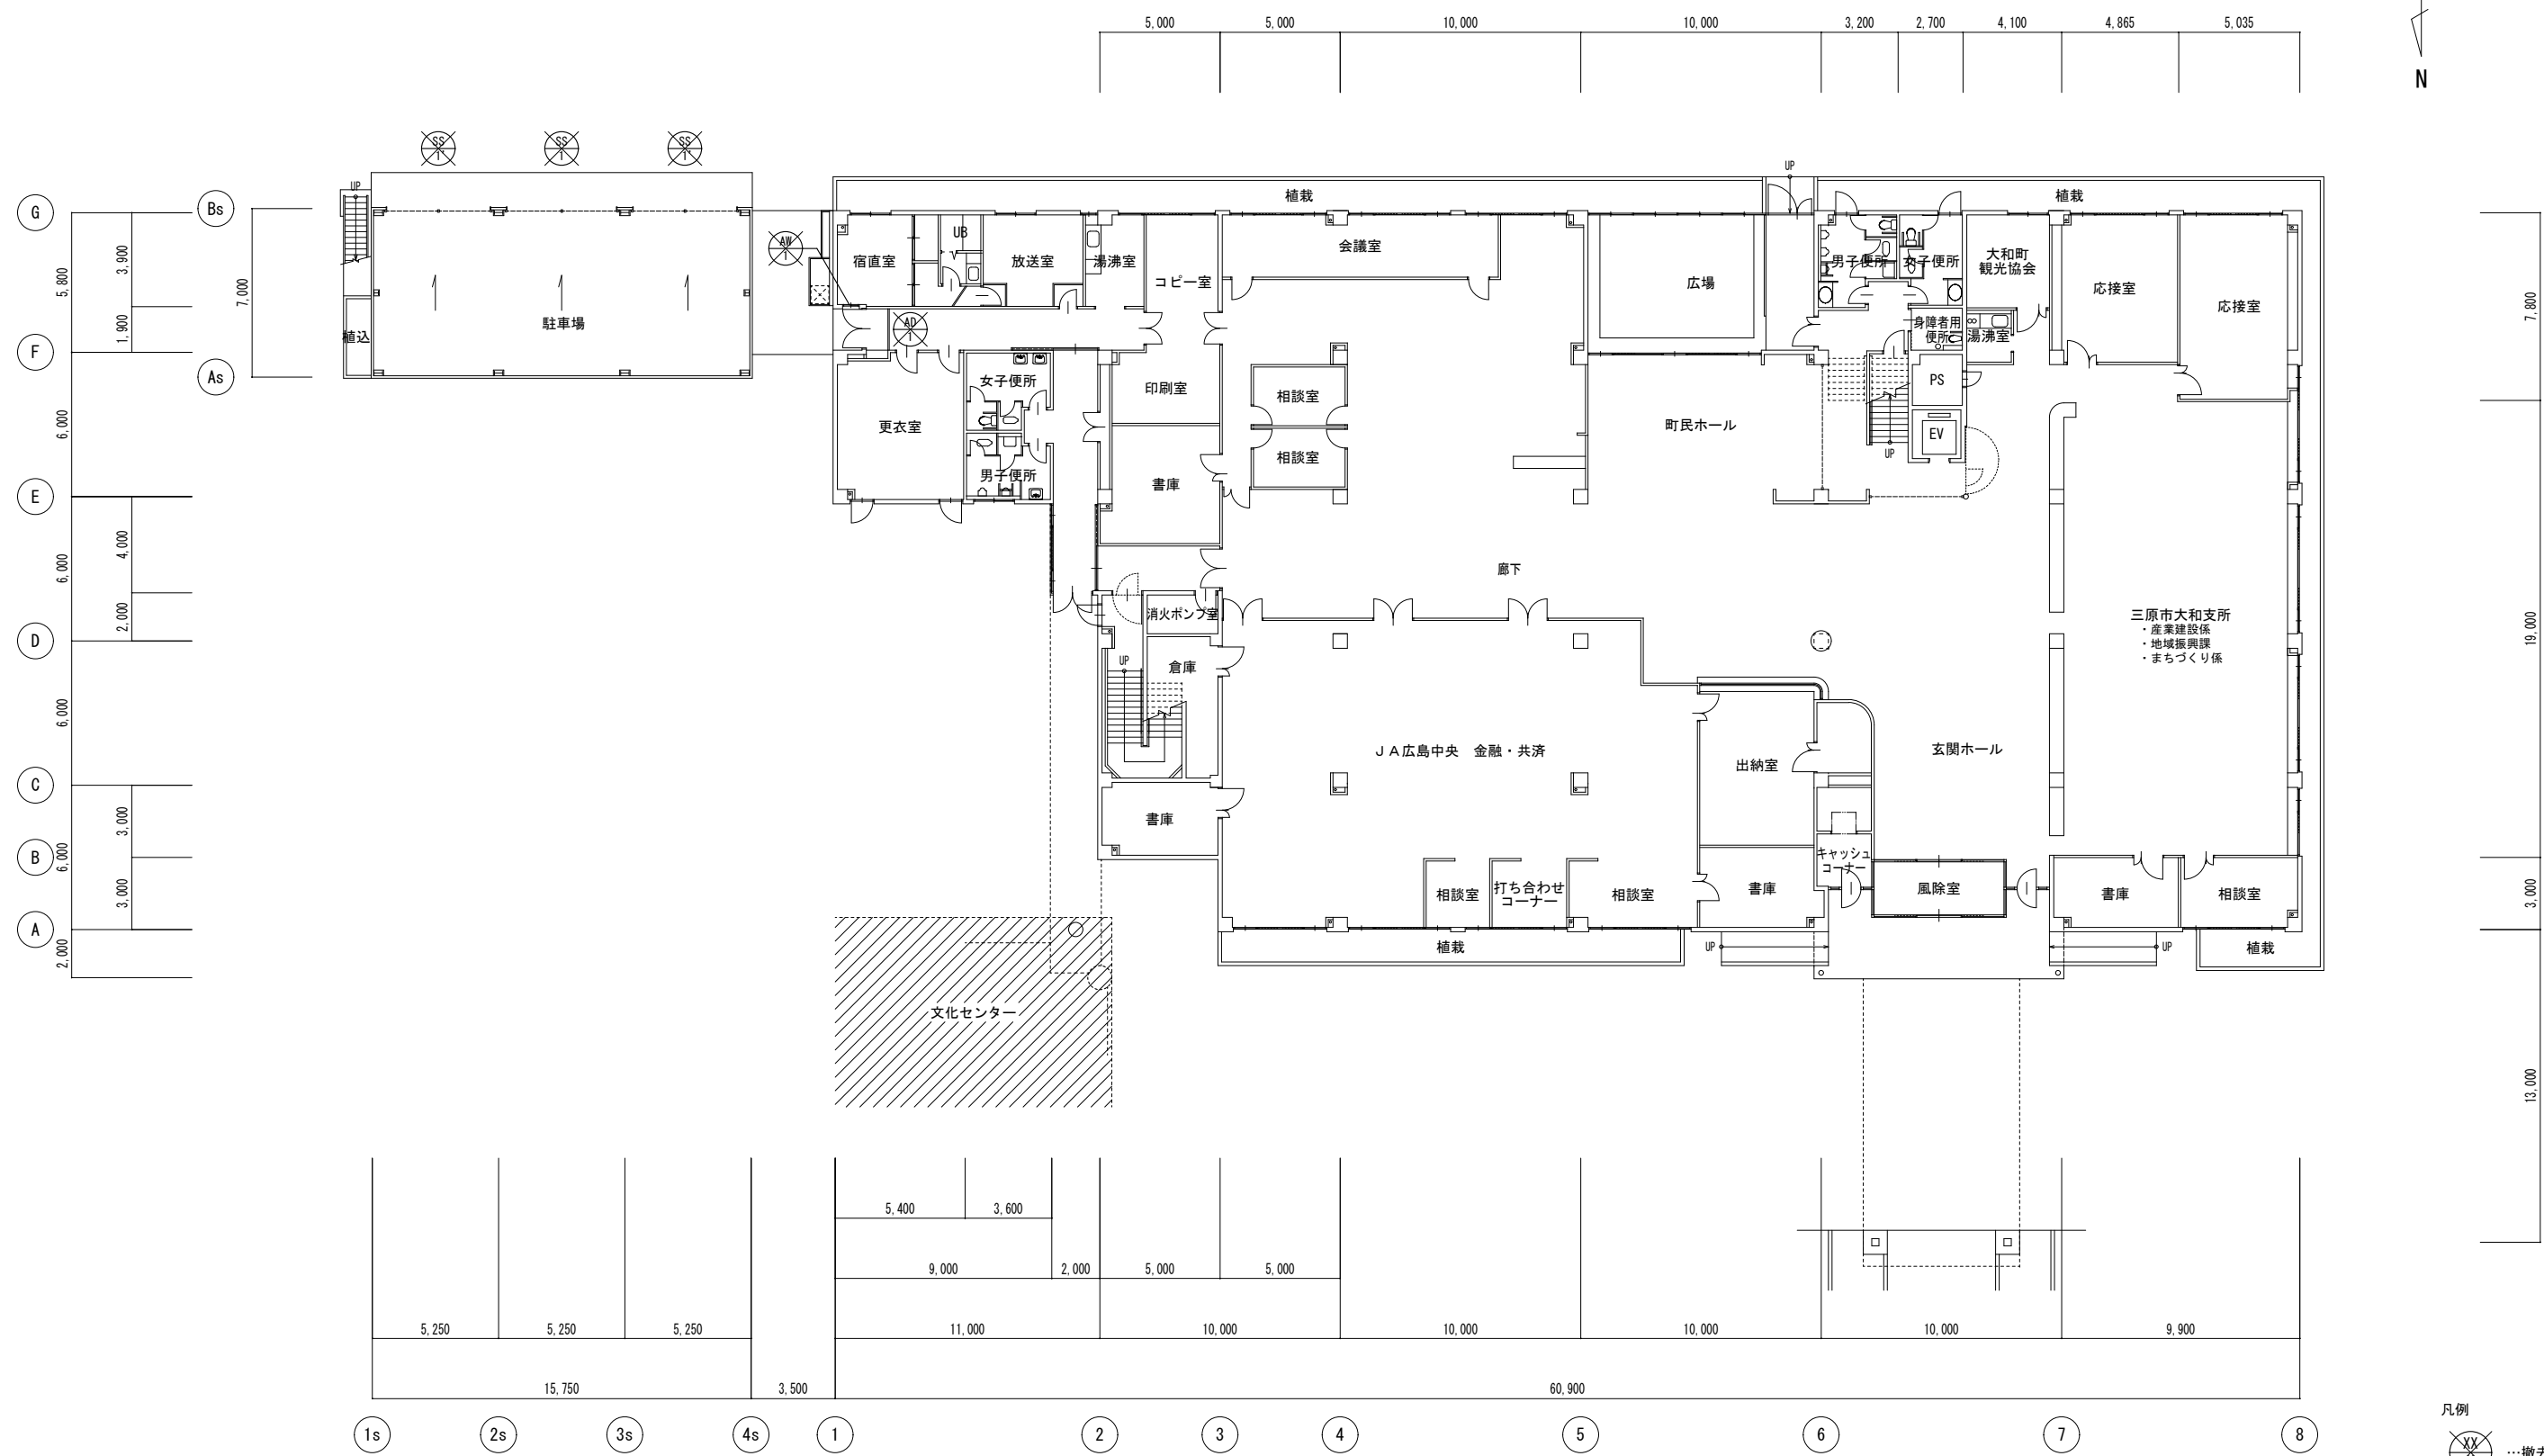 5,000 5,000 10,000 10,000 3,200 2,700 4,100 4,865 5,035
N
SS
1
SS
1
SS
1
UP
UP
G
Bs
植栽
植栽
AW
1
UB
宿直室
放送室
湯沸室
コピー室
会議室
広場
男子便所
女子便所
大和町
観光協会
応接室
応接室
3,900
5,800
7,000
7,800
1,900
植込
駐車場
AD
1
身障者用
便所
湯沸室
F
As
女子便所
印刷室
相談室
PS
更衣室
町民ホール
EV
6,000
相談室
男子便所
書庫
UP
E
4,000
6,000
2,000
廊下
消火ポンプ室
三原市大和支所
・産業建設係
・地域振興課
・まちづくり係
19,000
D
UP
倉庫
6,000
JA広島中央 金融・共済
出納室
玄関ホール
C
3,000
書庫
キャッシュ
コーナー
B
6,000
3,000
相談室
打ち合わせ
コーナー
相談室
書庫
風除室
書庫
相談室
3,000
A
2,000
植栽
UP
UP
植栽
文化センター
13,000
5,400 3,600
9,000 2,000 5,000 5,000
5,250 5,250 5,250 11,000 10,000 10,000 10,000 10,000 9,900
15,750 3,500 60,900
凡例
1s 2s 3s 4s 1 2 3 4 5 6 7 8
XX